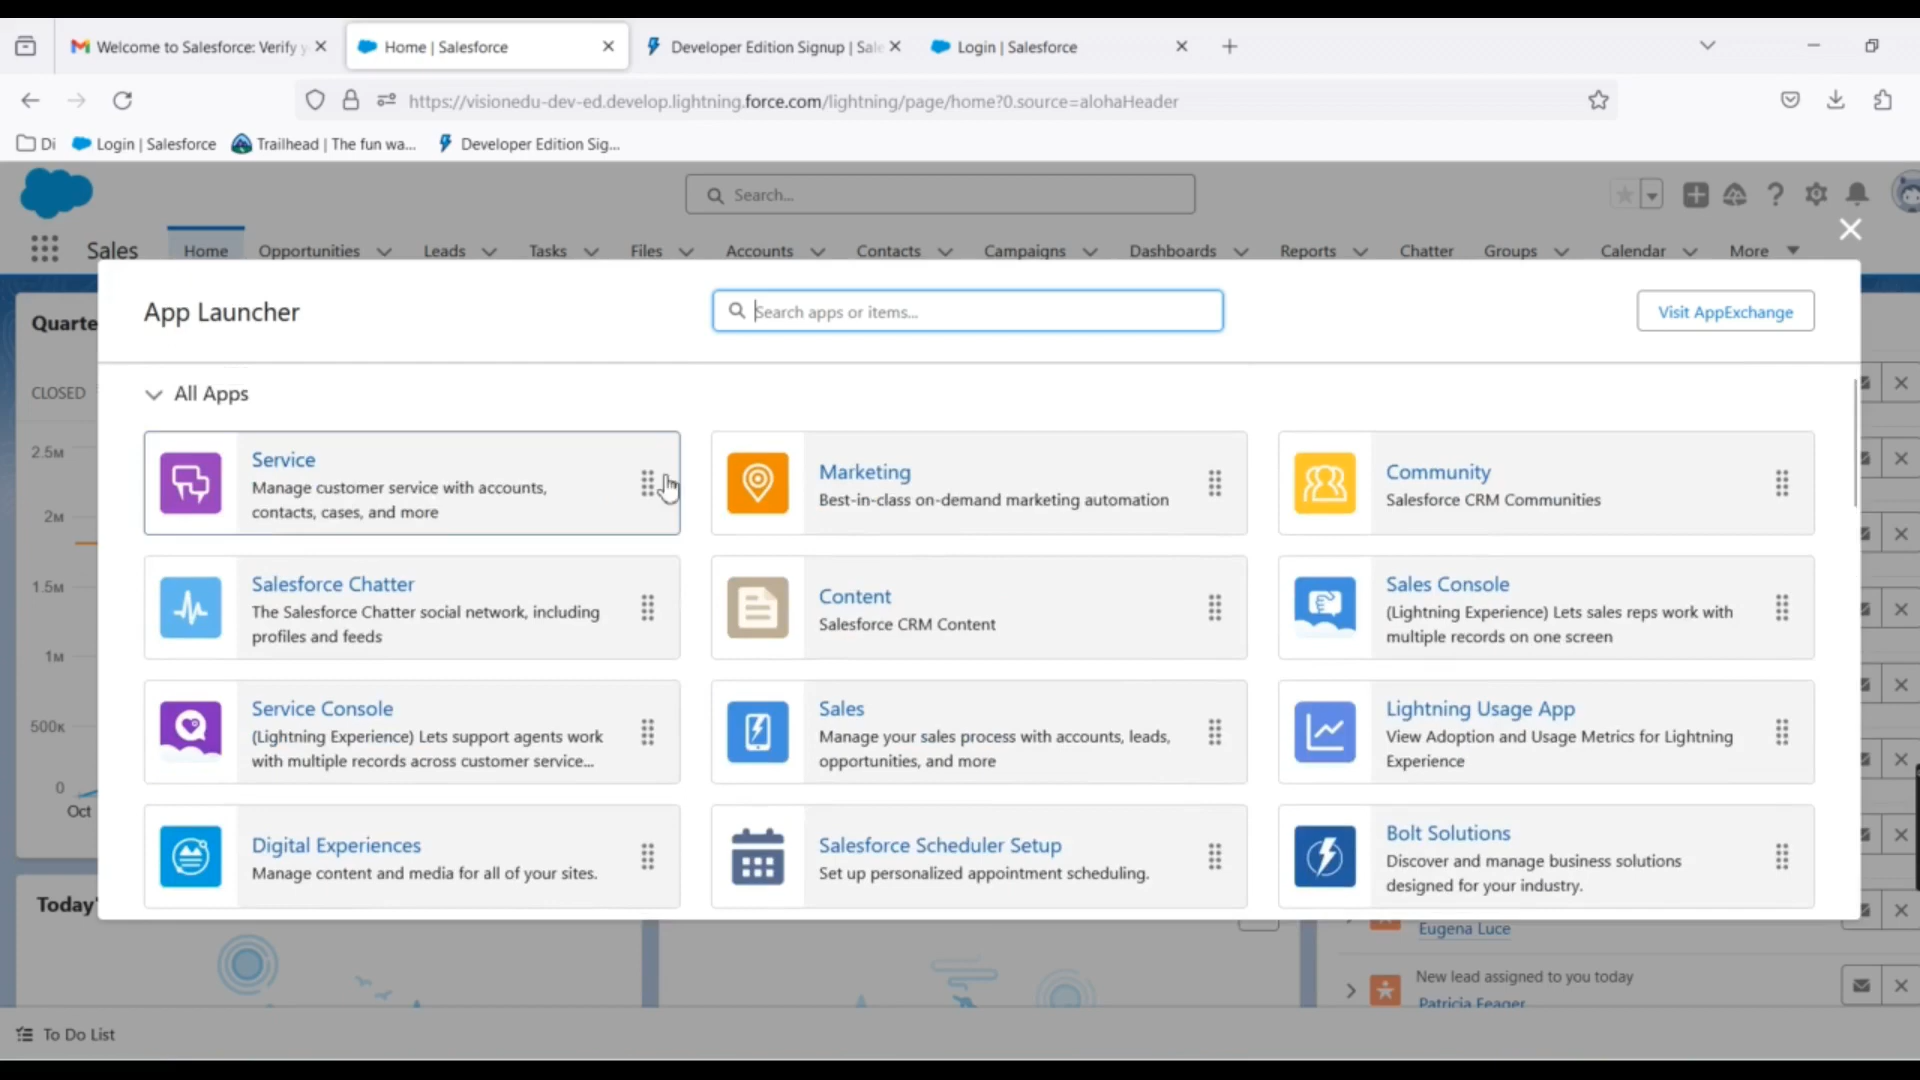 Welcome to Salesforce: Verify y
Home | Salesforce
Developer Edition Signup | Sale
Login | Salesforce
https://visionedu-dev-ed.develop.lightning.force.com/lightning/page/home?0.source=alohaHeader
Di
Login | Salesforce
Trailhead | The fun wa...
Developer Edition Sig...
Search...
Sales
Home
Opportunities
Leads
Tasks
Files
Accounts
Contacts
Campaigns
Dashboards
Reports
Chatter
Groups
Calendar
More
Quarte
App Launcher
Search apps or items...
Visit AppExchange
CLOSED
All Apps
2.5M
Service
Manage customer service with accounts,
contacts, cases, and more
Marketing
Best-in-class on-demand marketing automation
Community
Salesforce CRM Communities
2M
1.5M
Salesforce Chatter
The Salesforce Chatter social network, including
profiles and feeds
Content
Salesforce CRM Content
Sales Console
(Lightning Experience) Lets sales reps work with
multiple records on one screen
1M
500K
Service Console
(Lightning Experience) Lets support agents work
with multiple records across customer service...
Sales
Manage your sales process with accounts, leads,
opportunities, and more
Lightning Usage App
View Adoption and Usage Metrics for Lightning
Experience
0
Oct
Digital Experiences
Manage content and media for all of your sites.
Salesforce Scheduler Setup
Set up personalized appointment scheduling.
Bolt Solutions
Discover and manage business solutions
designed for your industry.
Today'
Eugena Luce
New lead assigned to you today
Patricia Feager
To Do List